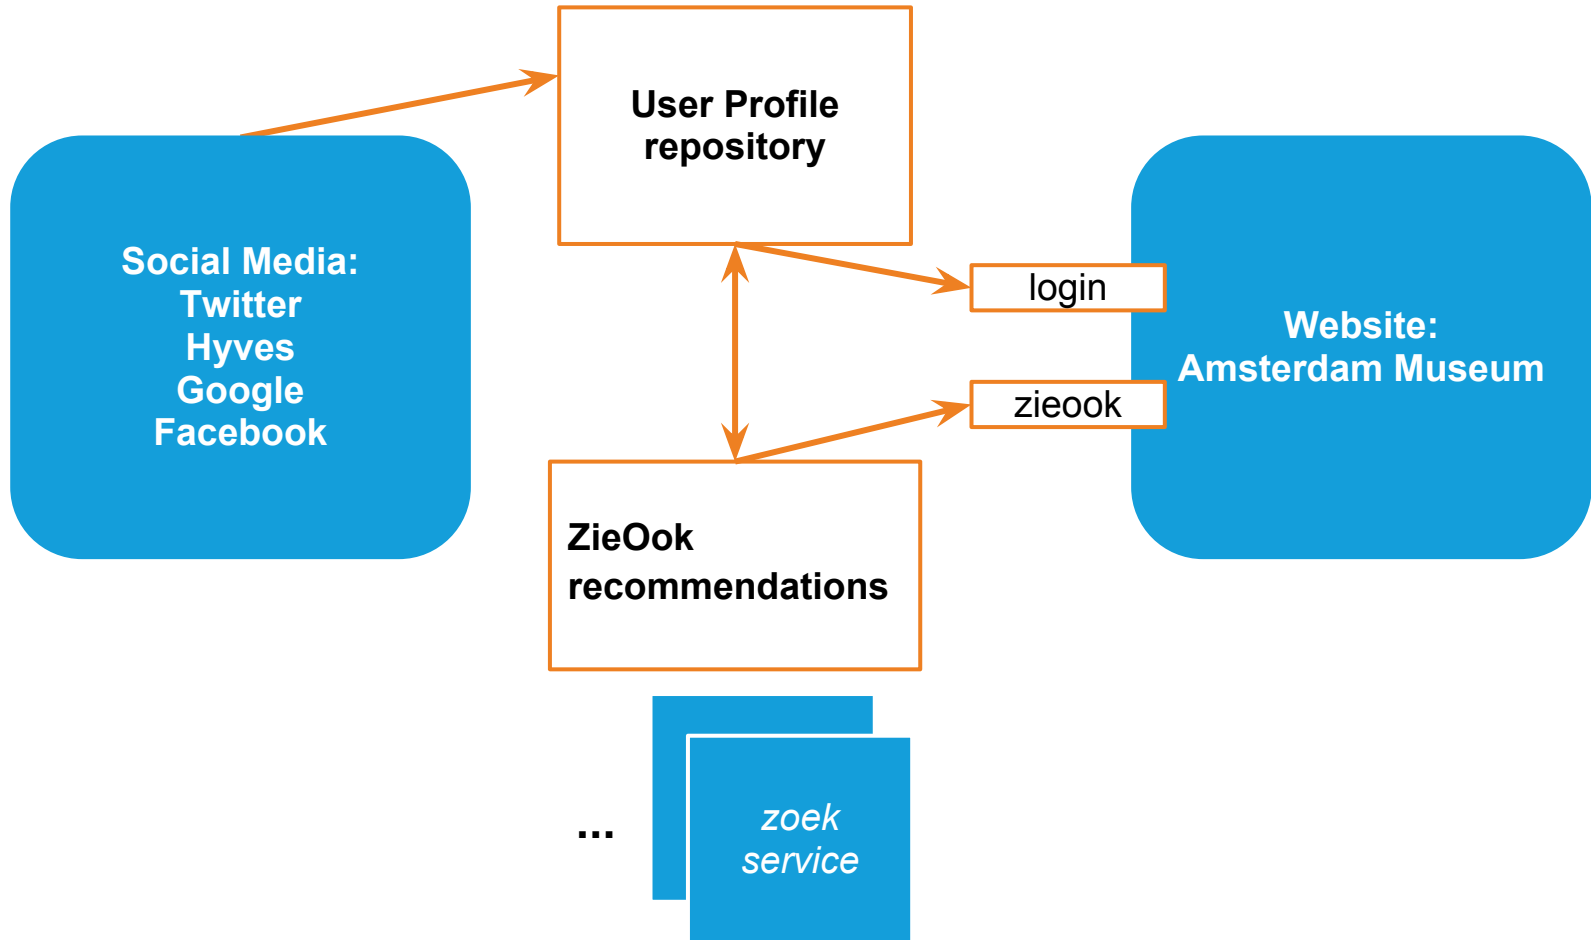 User Profile
repository
Social Media:
Twitter
Hyves
Google
Facebook
login
zieook
Website:
Amsterdam Museum
ZieOok
recommendations
...
zoek
service